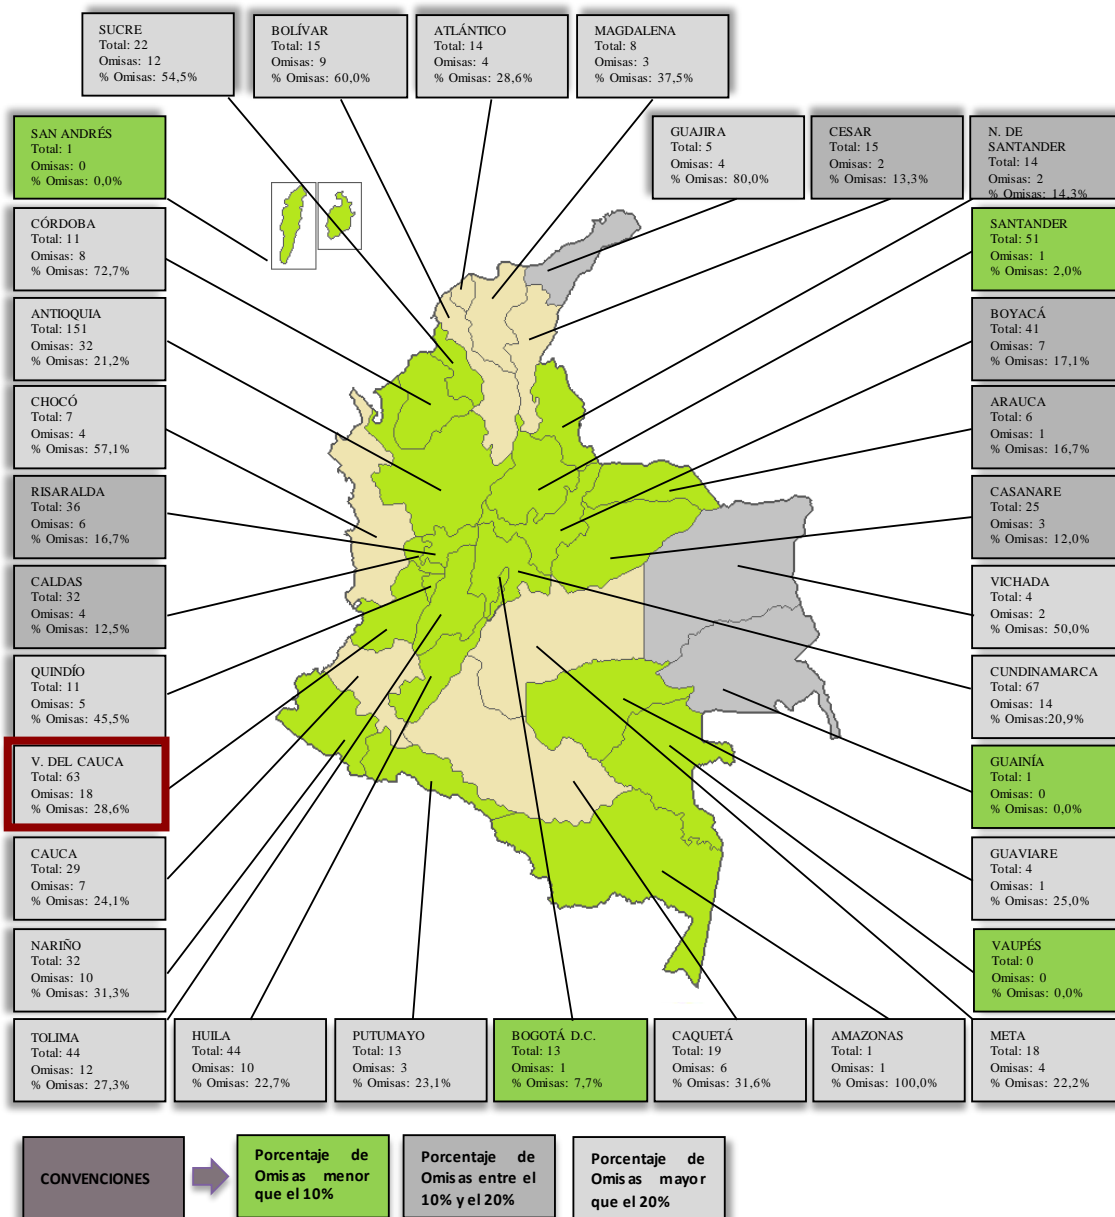 SUCRE
Total: 22
Omisas: 12
% Omisas: 54,5%
BOLÍVAR
Total: 15
Omisas: 9
% Omisas: 60,0%
ATLÁNTICO
Total: 14
Omisas: 4
% Omisas: 28,6%
MAGDALENA
Total: 8
Omisas: 3
% Omisas: 37,5%
SAN ANDRÉS
Total: 1
Omisas: 0
% Omisas: 0,0%
GUAJIRA
Total: 5
Omisas: 4
% Omisas: 80,0%
CESAR
Total: 15
Omisas: 2
% Omisas: 13,3%
N. DE
SANTANDER
Total: 14
Omisas: 2
% Omisas: 14,3%
CÓRDOBA
Total: 11
Omisas: 8
% Omisas: 72,7%
SANTANDER
Total: 51
Omisas: 1
% Omisas: 2,0%
ANTIOQUIA
Total: 151
Omisas: 32
% Omisas: 21,2%
BOYACÁ
Total: 41
Omisas: 7
% Omisas: 17,1%
CHOCÓ
Total: 7
Omisas: 4
% Omisas: 57,1%
ARAUCA
Total: 6
Omisas: 1
% Omisas: 16,7%
RISARALDA
Total: 36
Omisas: 6
% Omisas: 16,7%
CASANARE
Total: 25
Omisas: 3
% Omisas: 12,0%
CALDAS
Total: 32
Omisas: 4
% Omisas: 12,5%
VICHADA
Total: 4
Omisas: 2
% Omisas: 50,0%
QUINDÍO
Total: 11
Omisas: 5
% Omisas: 45,5%
CUNDINAMARCA
Total: 67
Omisas: 14
% Omisas:20,9%
V. DEL CAUCA
Total: 63
Omisas: 18
% Omisas: 28,6%
GUAINÍA
Total: 1
Omisas: 0
% Omisas: 0,0%
CAUCA
Total: 29
Omisas: 7
% Omisas: 24,1%
GUAVIARE
Total: 4
Omisas: 1
% Omisas: 25,0%
NARIÑO
Total: 32
Omisas: 10
% Omisas: 31,3%
VAUPÉS
Total: 0
Omisas: 0
% Omisas: 0,0%
TOLIMA
Total: 44
Omisas: 12
% Omisas: 27,3%
HUILA
Total: 44
Omisas: 10
% Omisas: 22,7%
PUTUMAYO
Total: 13
Omisas: 3
% Omisas: 23,1%
BOGOTÁ D.C.
Total: 13
Omisas: 1
% Omisas: 7,7%
CAQUETÁ
Total: 19
Omisas: 6
% Omisas: 31,6%
AMAZONAS
Total: 1
Omisas: 1
% Omisas: 100,0%
META
Total: 18
Omisas: 4
% Omisas: 22,2%
CONVENCIONES
Porcentaje de
Omisas menor
que el 10%
Porcentaje de
Omisas entre el
10% y el 20%
Porcentaje de
Omisas mayor
que el 20%